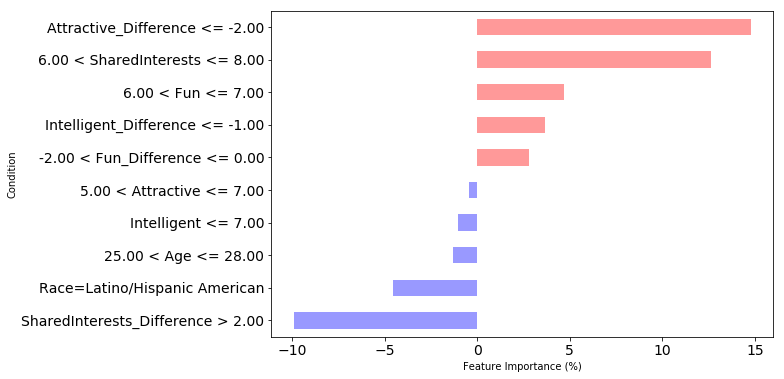 Attractive_Difference <= -2.00
6.00 < SharedInterests <= 8.00
6.00 < Fun <= 7.00
Intelligent_Difference <= -1.00
-2.00 < Fun_Difference <= 0.00
5.00 < Attractive <= 7.00
Intelligent <= 7.00
25.00 < Age <= 28.00
Race=Latino/Hispanic American
SharedInterests_Difference > 2.00
Condition
−10 −5 0 5 10 15
Feature Importance (%)